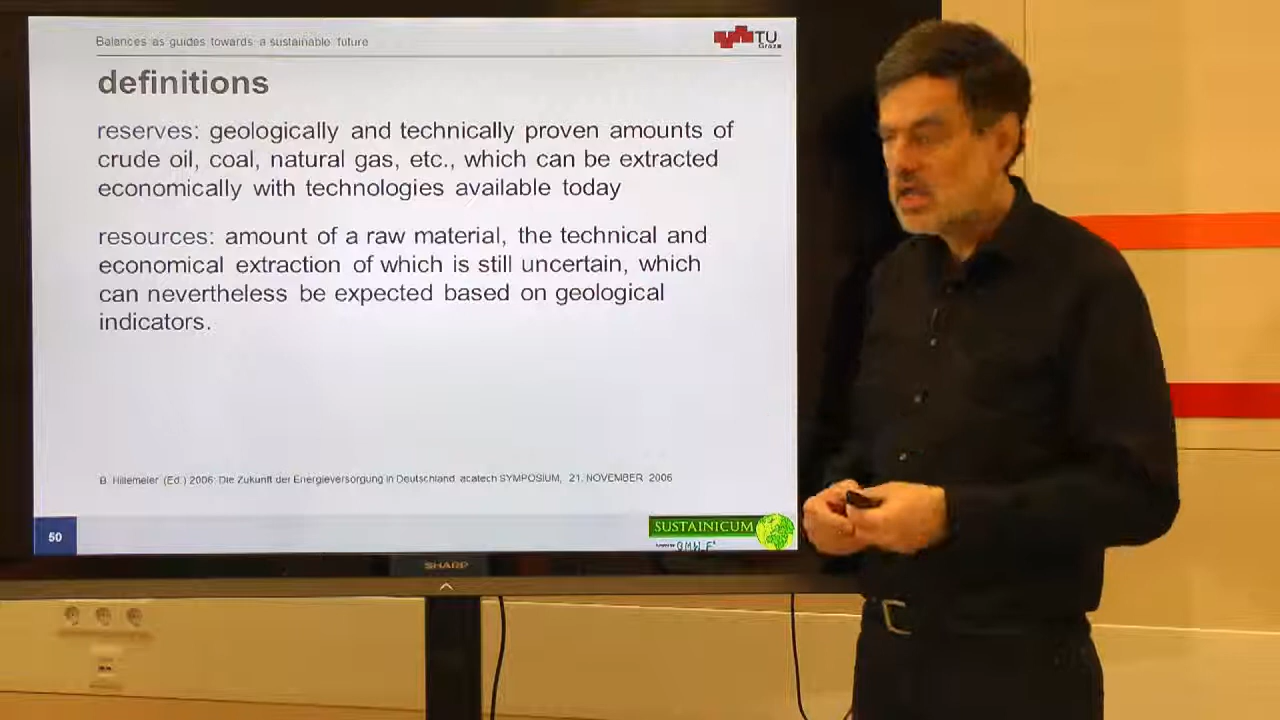 Balances as guides towards a sustainable future
TU
Graz
definitions
reserves: geologically and technically proven amounts of
crude oil, coal, natural gas, etc., which can be extracted
economically with technologies available today
resources: amount of a raw material, the technical and
economical extraction of which is still uncertain, which
can nevertheless be expected based on geological
indicators.
B. Hillemeier (Ed.) 2006: Die Zukunft der Energieversorgung in Deutschland. acatech SYMPOSIUM, 21. NOVEMBER 2006
50
SUSTAINICUM
SHARP